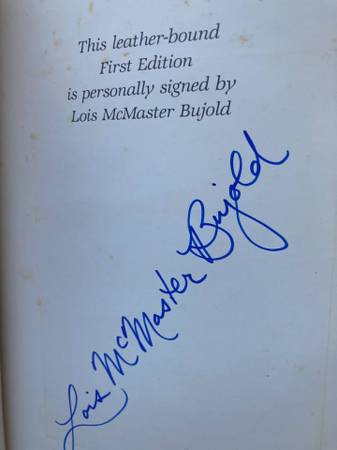 This leather-bound
First Edition
is personally signed by
Lois McMaster Bujold
Lois McMaster Bujold